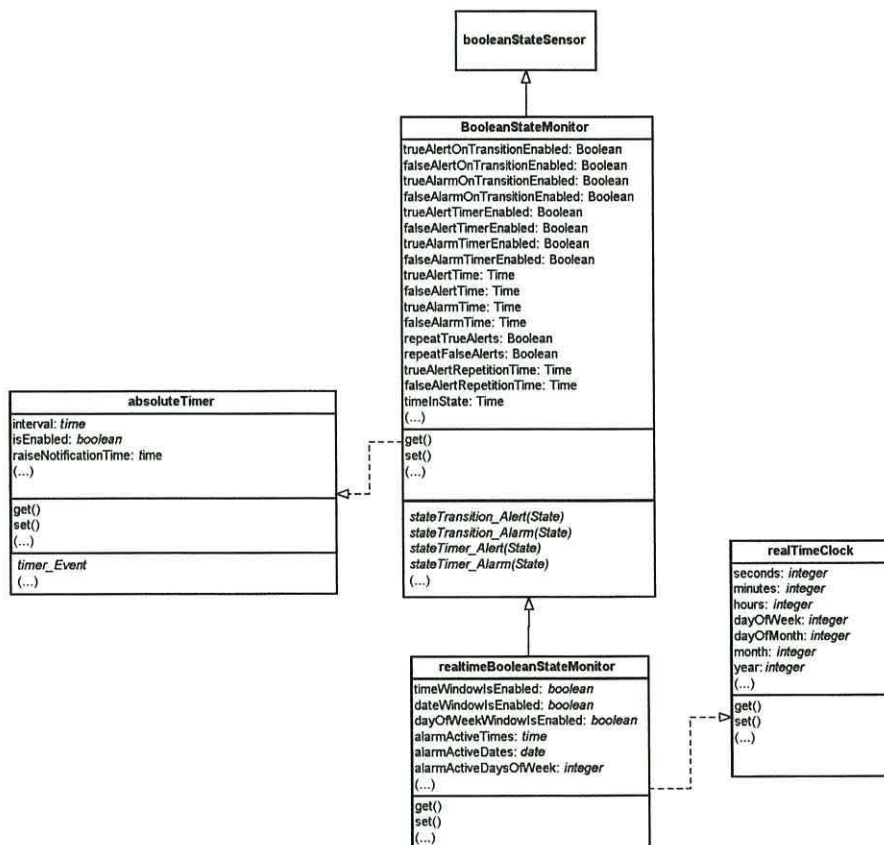 booleanStateSensor
BooleanStateMonitor
trueAlertOnTransitionEnabled: Boolean
falseAlertOnTransitionEnabled: Boolean
trueAlarmOnTransitionEnabled: Boolean
falseAlarmOnTransitionEnabled: Boolean
trueAlertTimerEnabled: Boolean
falseAlertTimerEnabled: Boolean
trueAlarmTimerEnabled: Boolean
falseAlarmTimerEnabled: Boolean
trueAlertTime: Time
falseAlertTime: Time
trueAlarmTime: Time
falseAlarmTime: Time
repeatTrueAlerts: Boolean
repeatFalseAlerts: Boolean
trueAlertRepetitionTime: Time
falseAlertRepetitionTime: Time
timeInState: Time
(...)
get()
set()
(...)
stateTransition_Alert(State)
stateTransition_Alarm(State)
stateTimer_Alert(State)
stateTimer_Alarm(State)
(...)
absoluteTimer
interval: time
isEnabled: boolean
raiseNotificationTime: time
(...)
get()
set()
(...)
timer_Event
(...)
realTimeClock
seconds: integer
minutes: integer
hours: integer
dayOfWeek: integer
dayOfMonth: integer
month: integer
year: integer
(...)
get()
set()
(...)
realtimeBooleanStateMonitor
timeWindowIsEnabled: boolean
dateWindowIsEnabled: boolean
dayOfWeekWindowIsEnabled: boolean
alarmActiveTimes: time
alarmActiveDates: date
alarmActiveDaysOfWeek: integer
(...)
get()
set()
(...)